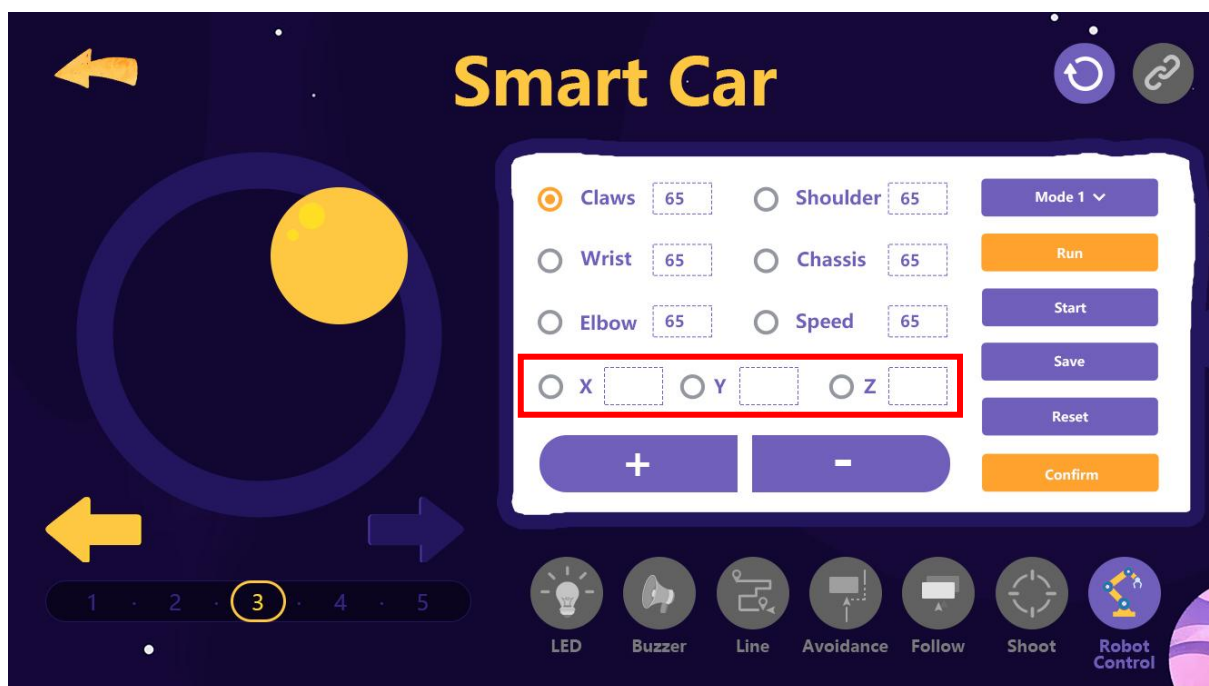 Smart Car
Claws 65 Shoulder 65 Mode 1
Wrist 65 Chassis 65 Run
Elbow 65 Speed 65 Start
Save
X Y Z
Reset
+ - Confirm
1 · 2 · 3 · 4 · 5
LED Buzzer Line Avoidance Follow Shoot Robot
Control